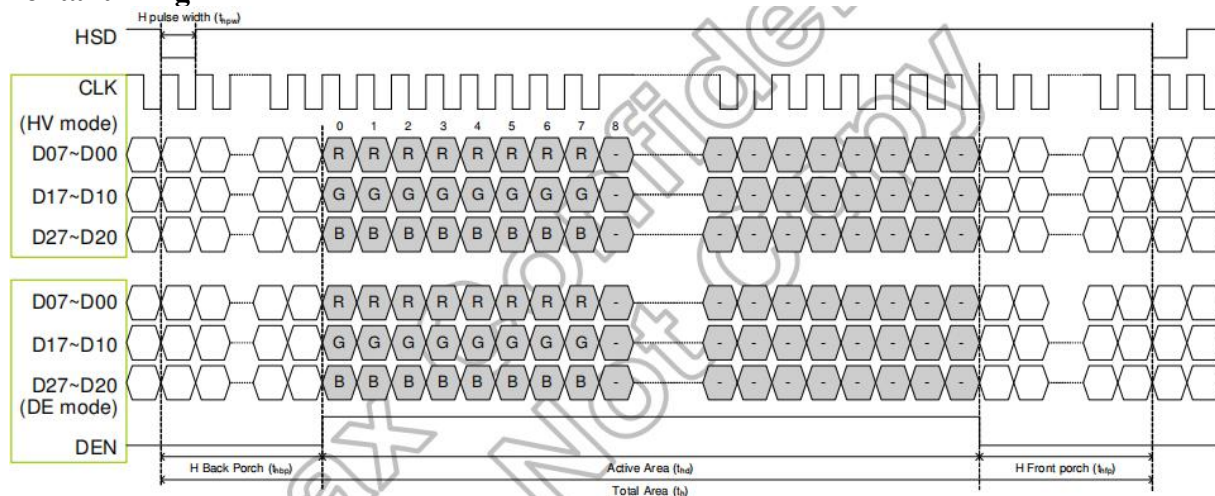 H pulse width (thpw)
HSD
CLK
(HV mode)
0 1 2 3 4 5 6 7 8
D07~D00 R R R R R R R R - - - - - - - - -
D17~D10 G G G G G G G G - - - - - - - - -
D27~D20 B B B B B B B B - - - - - - - - -
D07~D00 R R R R R R R R - - - - - - - - -
D17~D10 G G G G G G G G - - - - - - - - -
D27~D20 B B B B B B B B - - - - - - - - -
(DE mode)
DEN
H Back Porch (thbp) Active Area (thd) H Front porch (thfp)
Total Area (th)
Not Copy